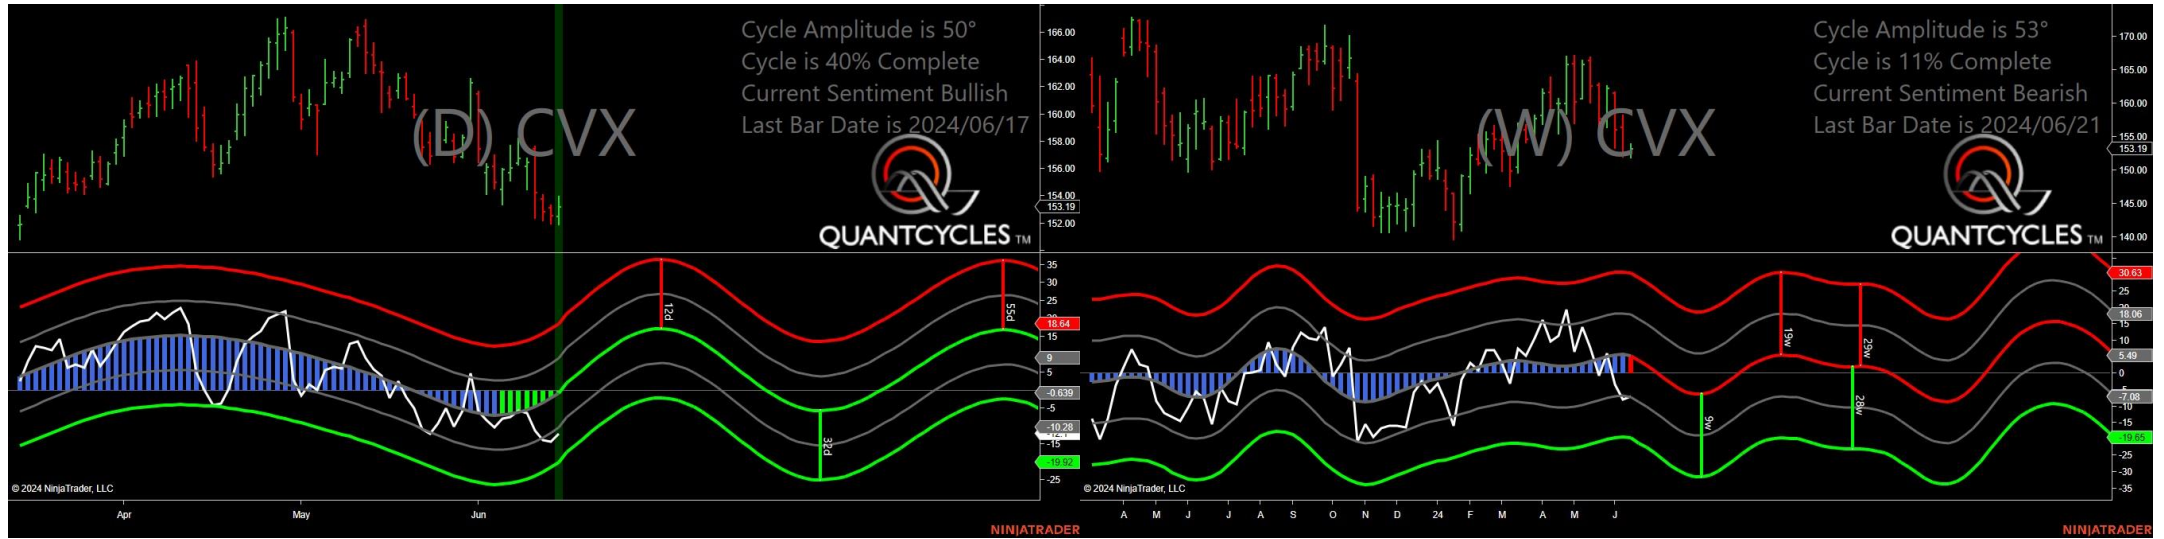 Cycle Amplitude is 50°
Cycle is 40% Complete
Current Sentiment Bullish
Last Bar Date is 2024/06/17
(D) CVX
QUANTCYCLES TM
166.00
164.00
162.00
160.00
158.00
156.00
154.00
153.19
152.00
35
30
25
20
18.64
15
9
5
-0.639
-5
-10.28
-12.1
-15
-19.92
-25
12d
32d
55d
© 2024 NinjaTrader, LLC
Apr May Jun
NINJATRADER
Cycle Amplitude is 53°
Cycle is 11% Complete
Current Sentiment Bearish
Last Bar Date is 2024/06/21
(W) CVX
QUANTCYCLES TM
170.00
165.00
160.00
155.00
153.19
150.00
145.00
140.00
30.63
25
20
18.06
15
10
5.49
0
-5
-7.08
-10
-15
-19.65
-25
-30
-35
9w
19w
28w
29w
© 2024 NinjaTrader, LLC
A M J J A S O N D 24 F M A M J
NINJATRADER